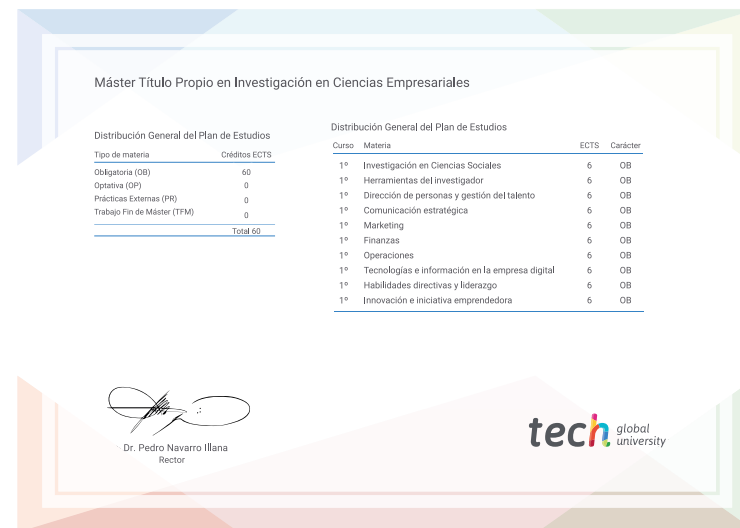 Máster Título Propio en Investigación en Ciencias Empresariales
Distribución General del Plan de Estudios
Tipo de materia Créditos ECTS
Obligatoria (OB) 60
Optativa (OP) 0
Prácticas Externas (PR) 0
Trabajo Fin de Máster (TFM) 0
Total 60
Distribución General del Plan de Estudios
Curso Materia ECTS Carácter
1º Investigación en Ciencias Sociales 6 OB
1º Herramientas del investigador 6 OB
1º Dirección de personas y gestión del talento 6 OB
1º Comunicación estratégica 6 OB
1º Marketing 6 OB
1º Finanzas 6 OB
1º Operaciones 6 OB
1º Tecnologías e información en la empresa digital 6 OB
1º Habilidades directivas y liderazgo 6 OB
1º Innovación e iniciativa emprendedora 6 OB
Dr. Pedro Navarro Illana
Rector
tech global
university